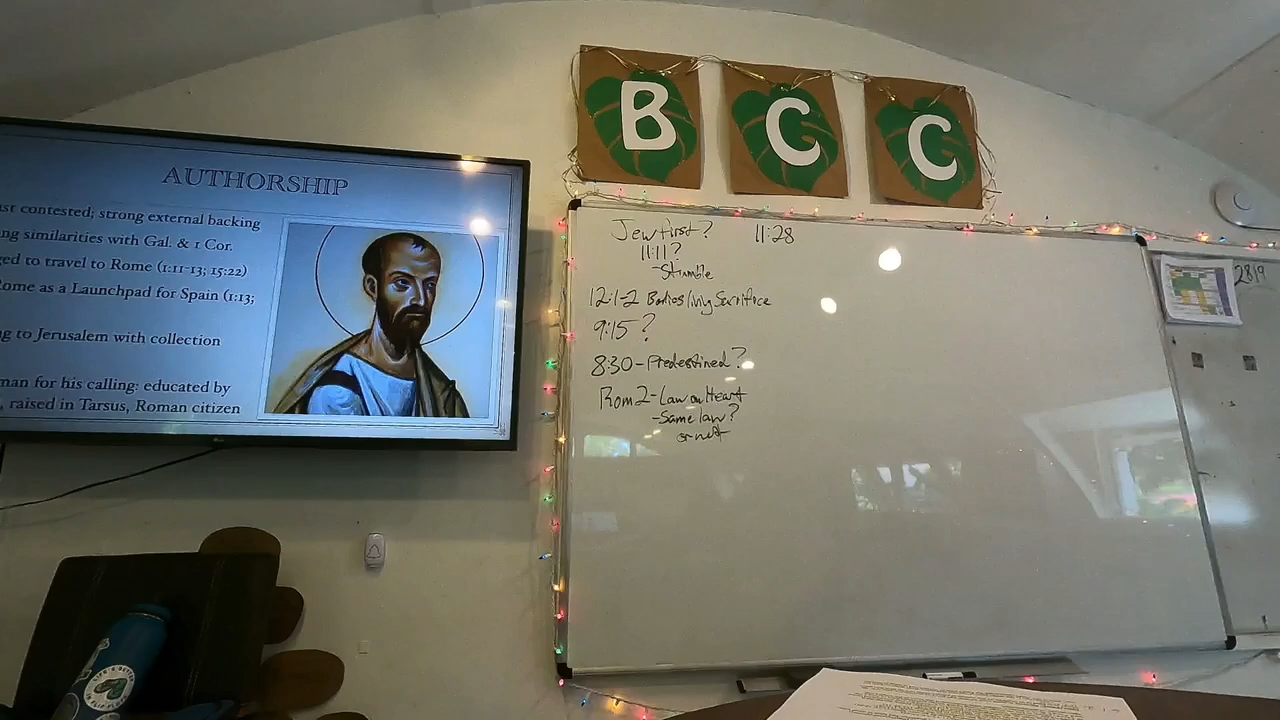 AUTHORSHIP
st contested; strong external backing
ng similarities with Gal. & 1 Cor.
ged to travel to Rome (1:11-13; 15:22)
ome as a Launchpad for Spain (1:13;
g to Jerusalem with collection
man for his calling: educated by
, raised in Tarsus, Roman citizen
B C C
Jew first? 11:28
11:11?
-Stumble
12:1-2 Bodies living Sacrifice
9:15?
8:30-Predestined?
Rom 2-Law on Heart
-Same law?
or not
2819